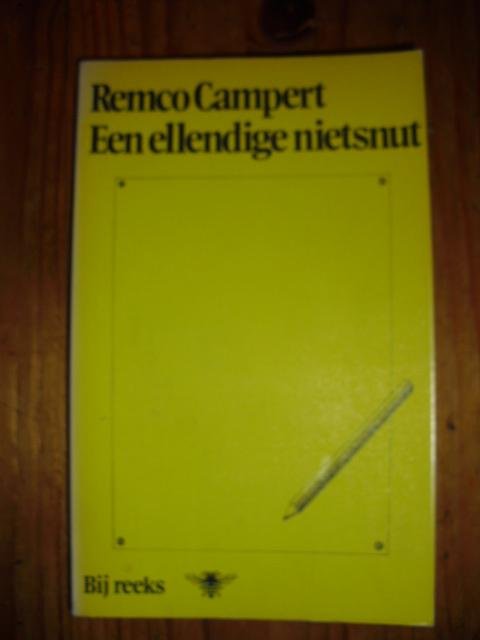 Remco Campert
Een ellendige nietsnut
Bij reeks